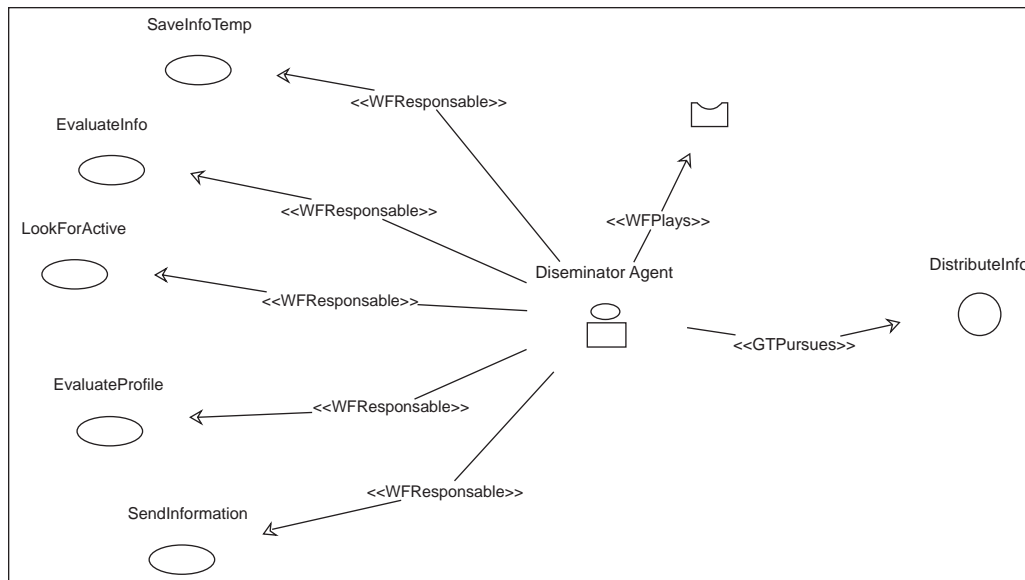 SaveInfoTemp
<<WFResponsable>>
EvaluateInfo
<<WFResponsable>>
<<WFPlays>>
LookForActive
Diseminator Agent
DistributeInfo
<<WFResponsable>>
<<GTPursues>>
EvaluateProfile
<<WFResponsable>>
<<WFResponsable>>
SendInformation